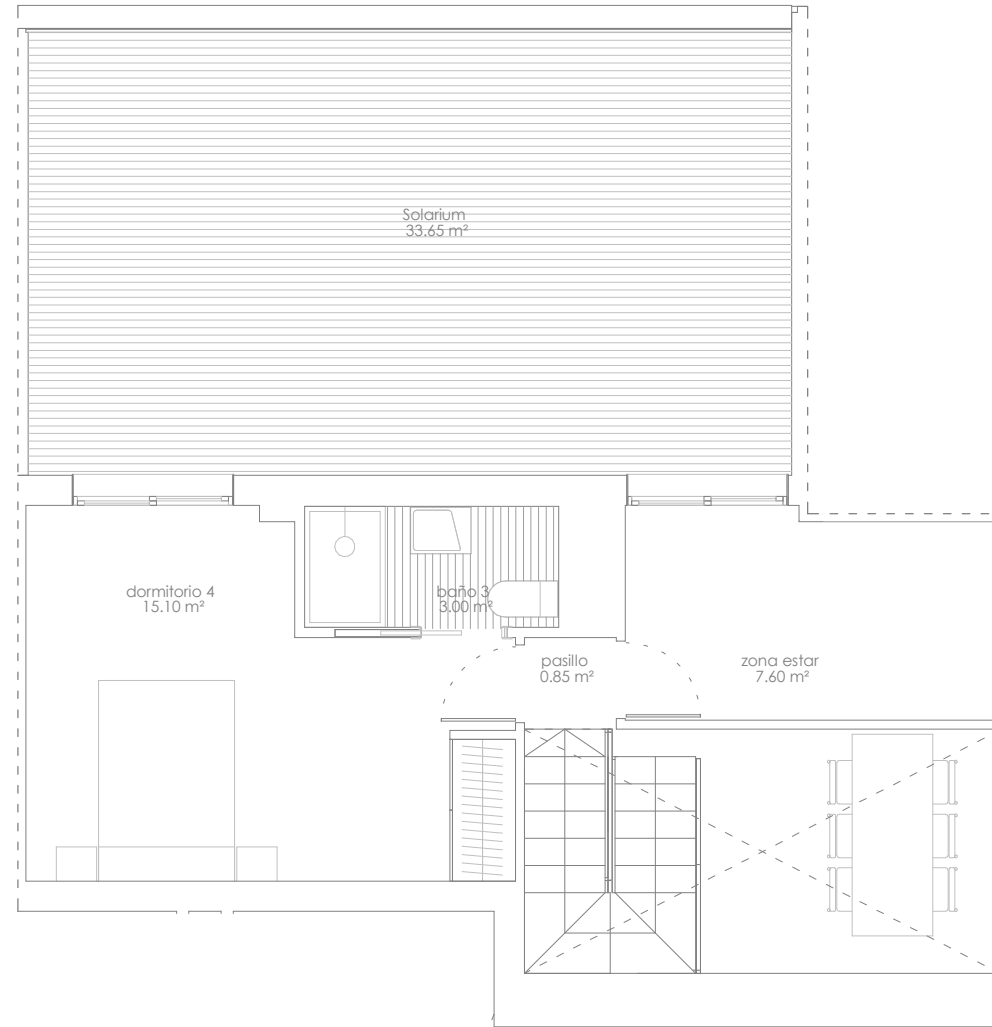 Solarium
33.65 m²
dormitorio 4
15.10 m²
baño 3
3.00 m²
pasillo
0.85 m²
zona estar
7.60 m²